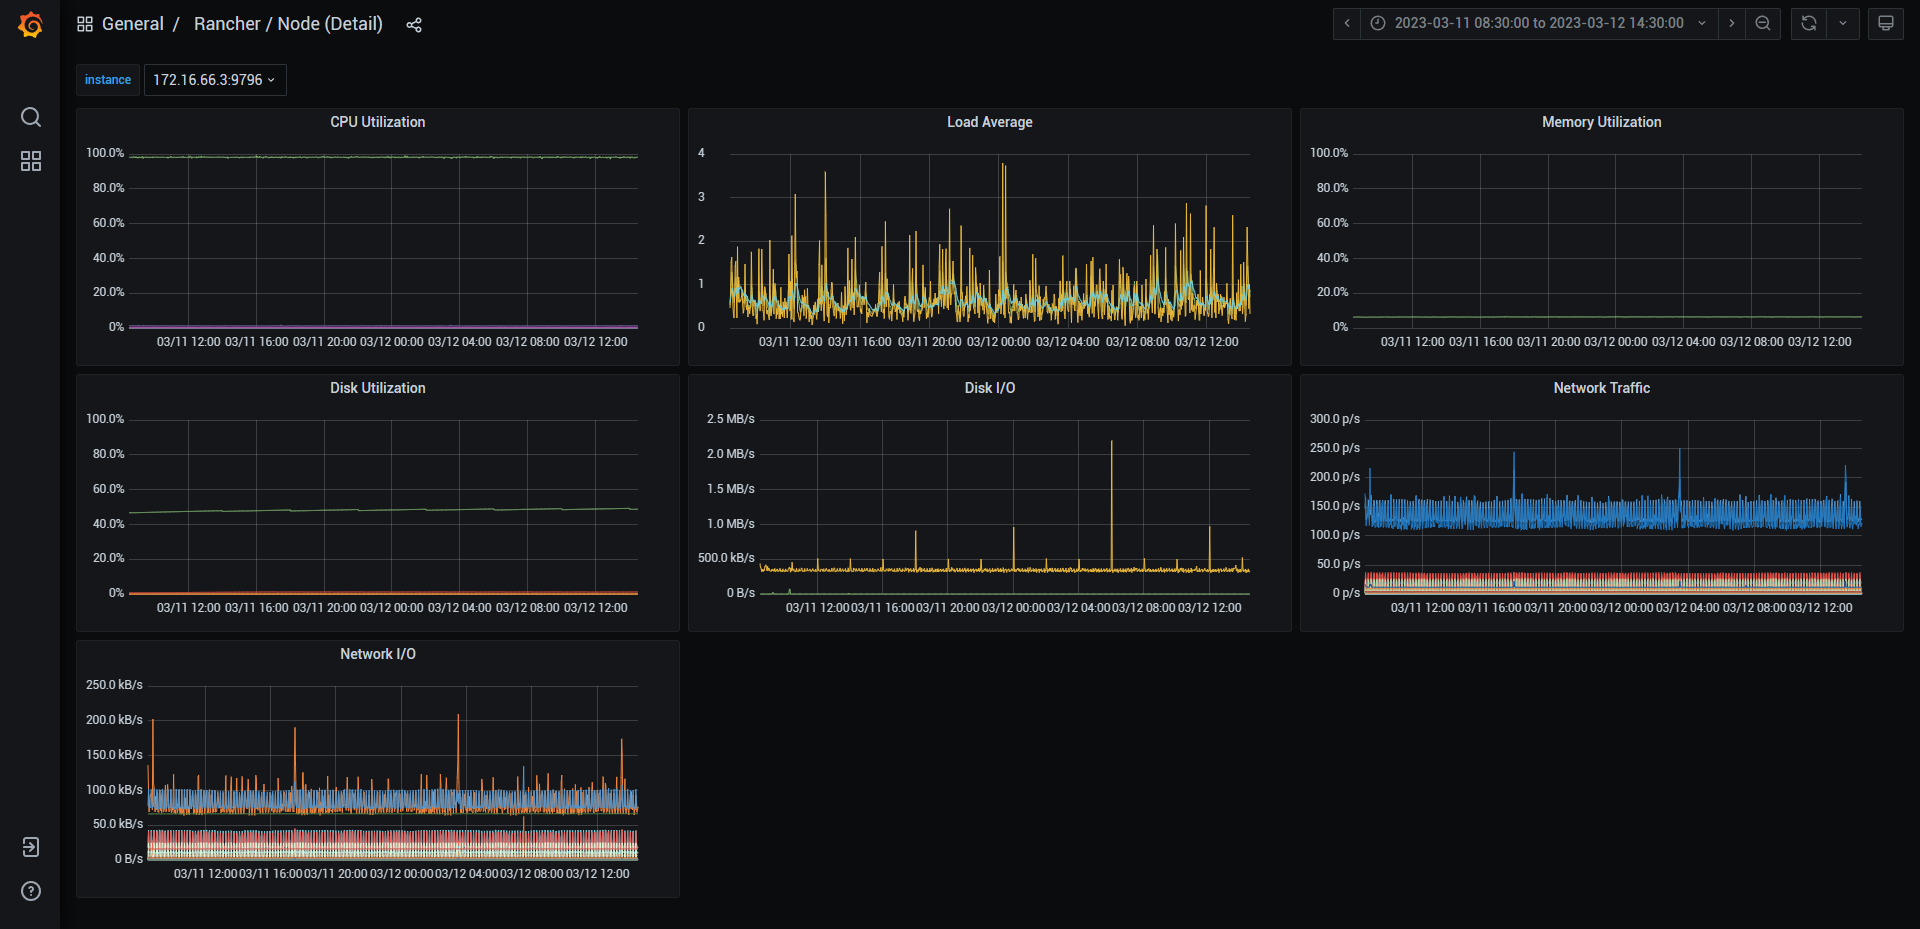 General / Rancher / Node (Detail)
2023-03-11 08:30:00 to 2023-03-12 14:30:00
instance 172.16.66.3:9796
CPU Utilization
100.0%
80.0%
60.0%
40.0%
20.0%
0%
03/11 12:00 03/11 16:00 03/11 20:00 03/12 00:00 03/12 04:00 03/12 08:00 03/12 12:00
Load Average
4
3
2
1
0
03/11 12:00 03/11 16:00 03/11 20:00 03/12 00:00 03/12 04:00 03/12 08:00 03/12 12:00
Memory Utilization
100.0%
80.0%
60.0%
40.0%
20.0%
0%
03/11 12:00 03/11 16:00 03/11 20:00 03/12 00:00 03/12 04:00 03/12 08:00 03/12 12:00
Disk Utilization
100.0%
80.0%
60.0%
40.0%
20.0%
0%
03/11 12:00 03/11 16:00 03/11 20:00 03/12 00:00 03/12 04:00 03/12 08:00 03/12 12:00
Disk I/O
2.5 MB/s
2.0 MB/s
1.5 MB/s
1.0 MB/s
500.0 kB/s
0 B/s
03/11 12:00 03/11 16:00 03/11 20:00 03/12 00:00 03/12 04:00 03/12 08:00 03/12 12:00
Network Traffic
300.0 p/s
250.0 p/s
200.0 p/s
150.0 p/s
100.0 p/s
50.0 p/s
0 p/s
03/11 12:00 03/11 16:00 03/11 20:00 03/12 00:00 03/12 04:00 03/12 08:00 03/12 12:00
Network I/O
250.0 kB/s
200.0 kB/s
150.0 kB/s
100.0 kB/s
50.0 kB/s
0 B/s
03/11 12:00 03/11 16:00 03/11 20:00 03/12 00:00 03/12 04:00 03/12 08:00 03/12 12:00